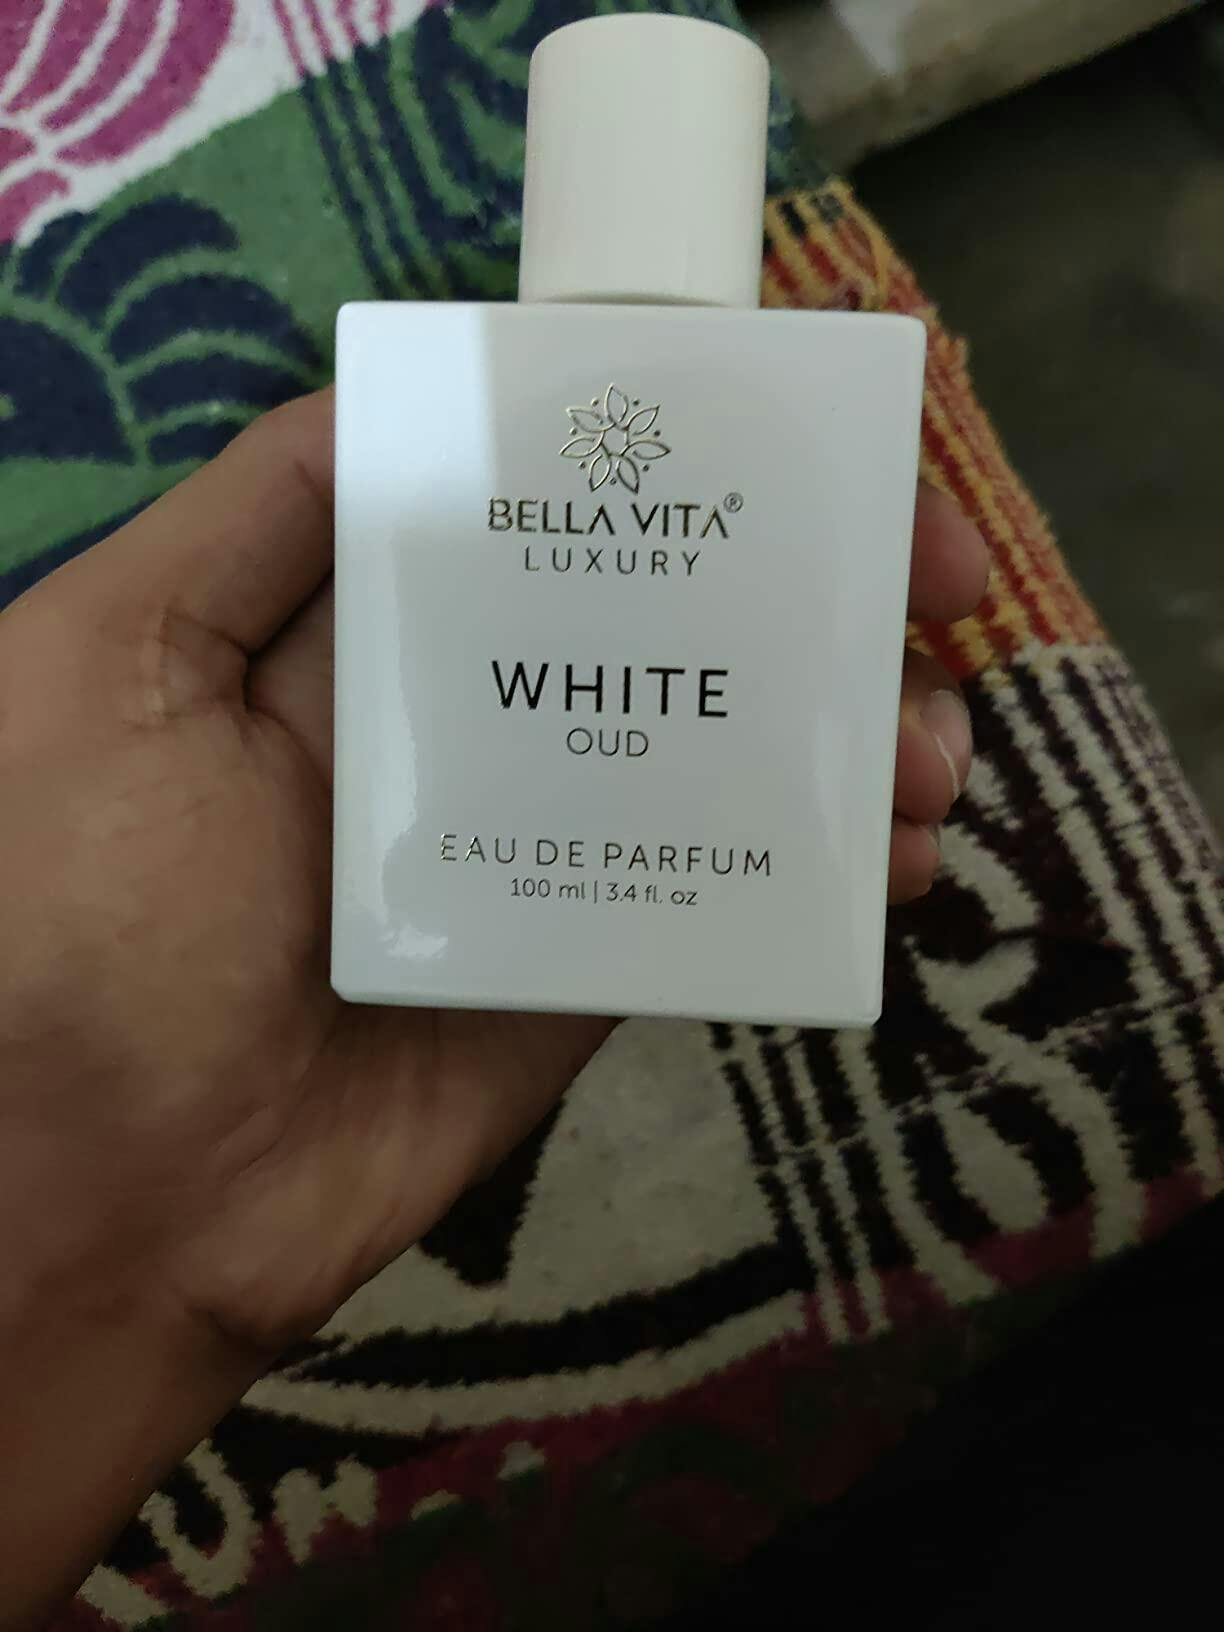 BELLA VITA®
LUXURY
WHITE
OUD
EAU DE PARFUM
100 ml | 3.4 fl. oz